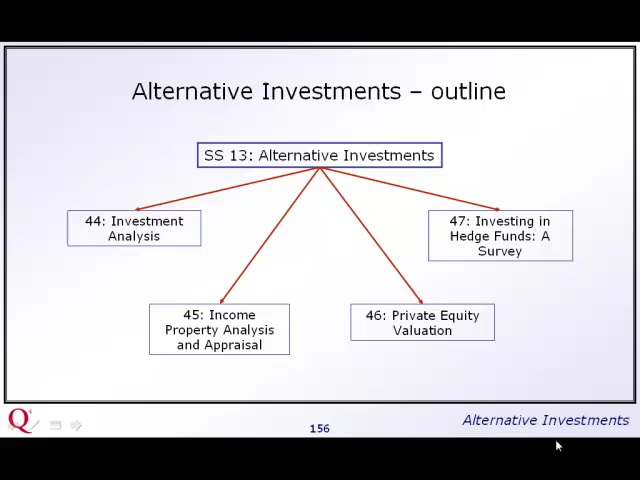 Alternative Investments – outline
SS 13: Alternative Investments
44: Investment
Analysis
47: Investing in
Hedge Funds: A
Survey
45: Income
Property Analysis
and Appraisal
46: Private Equity
Valuation
Q
156
Alternative Investments